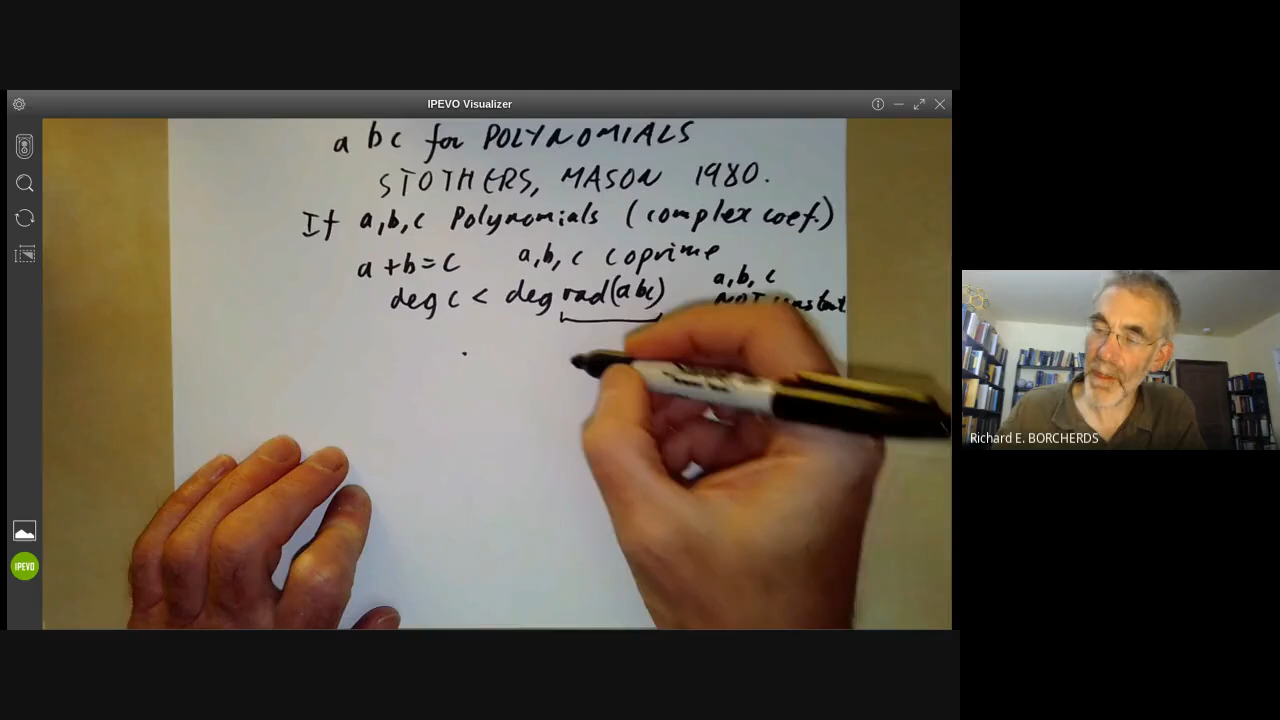 IPEVO Visualizer
a b c for POLYNOMIALS
STOTHERS, MASON 1980.
If a,b,c Polynomials (complex coef.)
a + b = c a, b, c coprime
deg c < deg rad(abc) a, b, c
NOT constant
IPEVO
Richard E. BORCHERDS